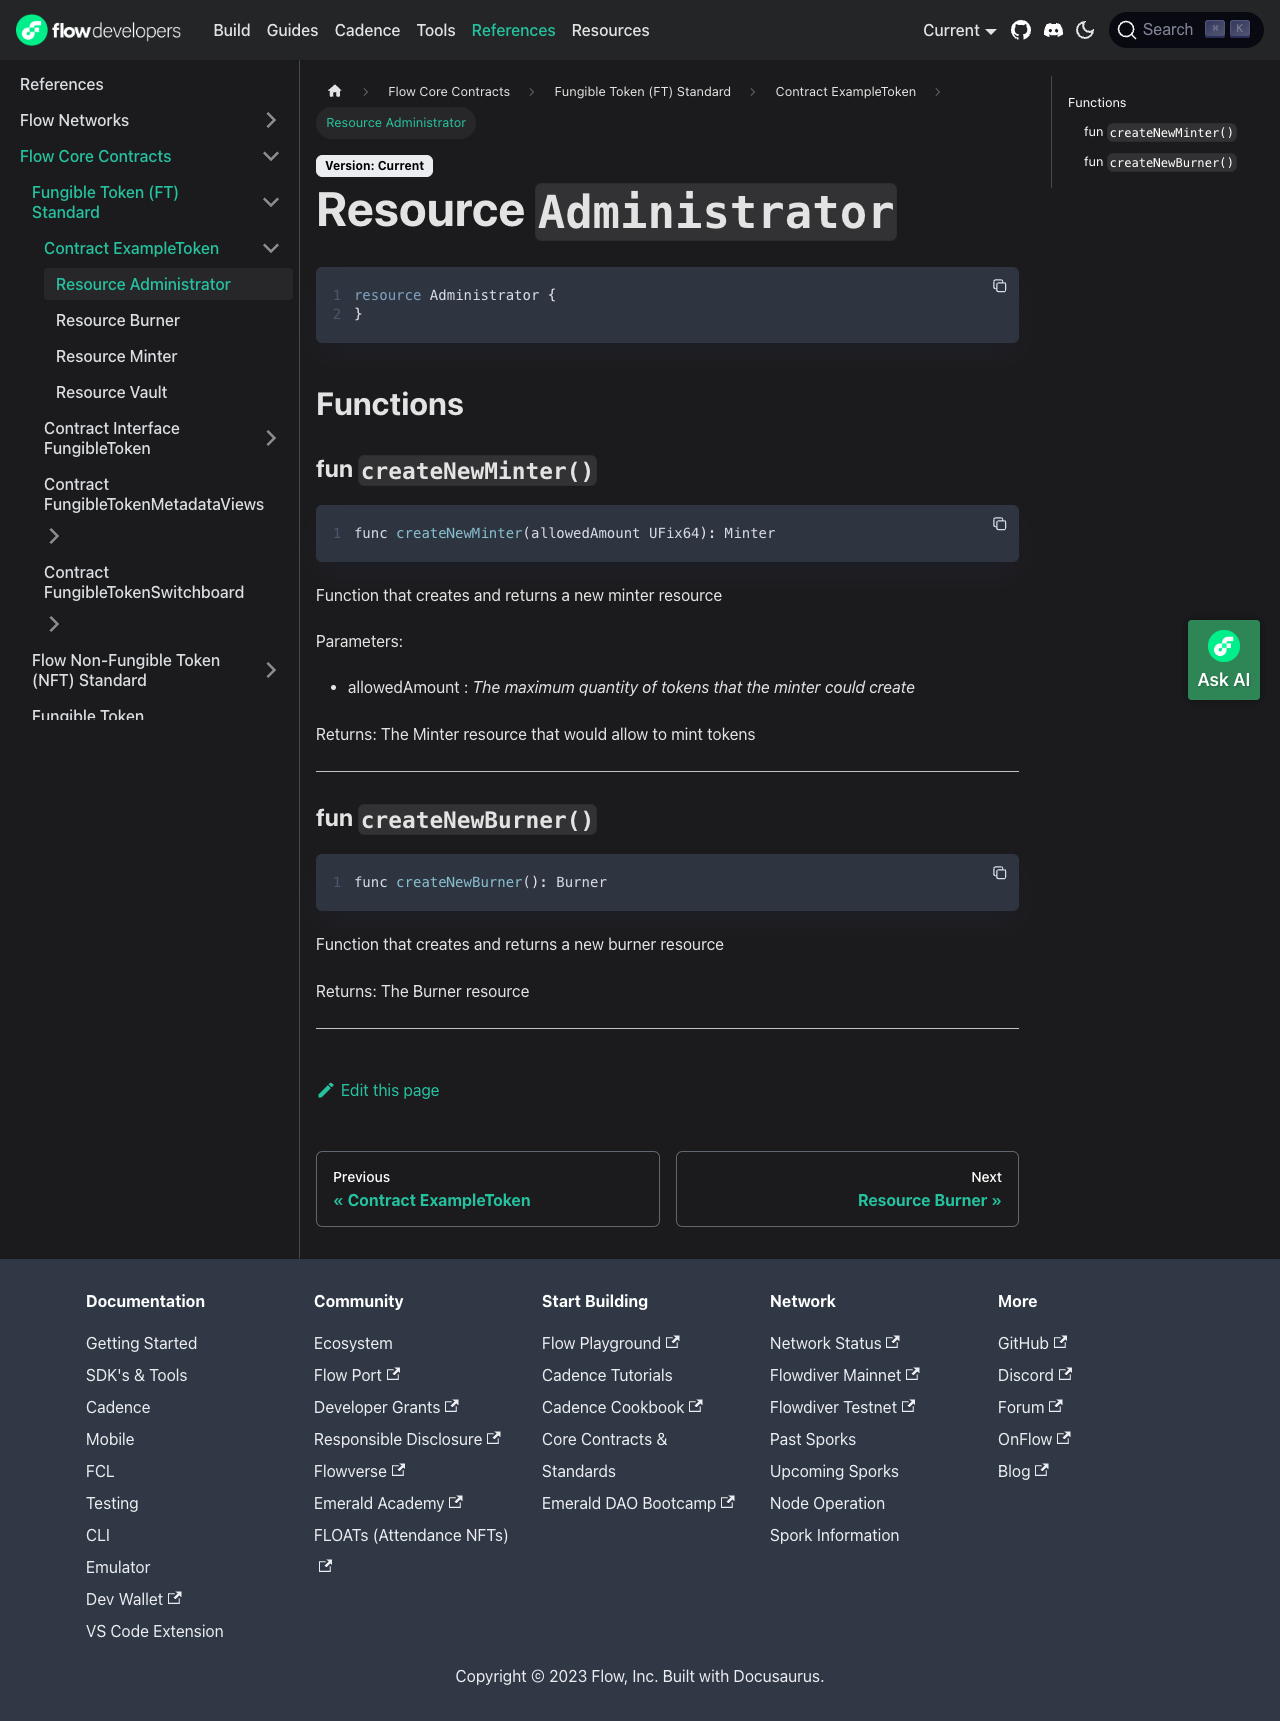 flowdevelopers Build Guides Cadence Tools References Resources Current Search ⌘ K
References
Flow Networks
Flow Core Contracts
Fungible Token (FT)
Standard
Contract ExampleToken
Resource Administrator
Resource Burner
Resource Minter
Resource Vault
Contract Interface
FungibleToken
Contract
FungibleTokenMetadataViews
Contract
FungibleTokenSwitchboard
Flow Non-Fungible Token
(NFT) Standard
Fungible Token
Flow Core Contracts Fungible Token (FT) Standard Contract ExampleToken
Resource Administrator
Version: Current
Resource Administrator
1 resource Administrator {
2 }
Functions
fun createNewMinter()
1 func createNewMinter(allowedAmount UFix64): Minter
Function that creates and returns a new minter resource
Parameters:
• allowedAmount : The maximum quantity of tokens that the minter could create
Returns: The Minter resource that would allow to mint tokens
fun createNewBurner()
1 func createNewBurner(): Burner
Function that creates and returns a new burner resource
Returns: The Burner resource
Edit this page
Previous
« Contract ExampleToken
Next
Resource Burner »
Functions
fun createNewMinter()
fun createNewBurner()
Ask AI
Documentation
Getting Started
SDK's & Tools
Cadence
Mobile
FCL
Testing
CLI
Emulator
Dev Wallet
VS Code Extension
Community
Ecosystem
Flow Port
Developer Grants
Responsible Disclosure
Flowverse
Emerald Academy
FLOATs (Attendance NFTs)
Start Building
Flow Playground
Cadence Tutorials
Cadence Cookbook
Core Contracts &
Standards
Emerald DAO Bootcamp
Network
Network Status
Flowdiver Mainnet
Flowdiver Testnet
Past Sporks
Upcoming Sporks
Node Operation
Spork Information
More
GitHub
Discord
Forum
OnFlow
Blog
Copyright © 2023 Flow, Inc. Built with Docusaurus.